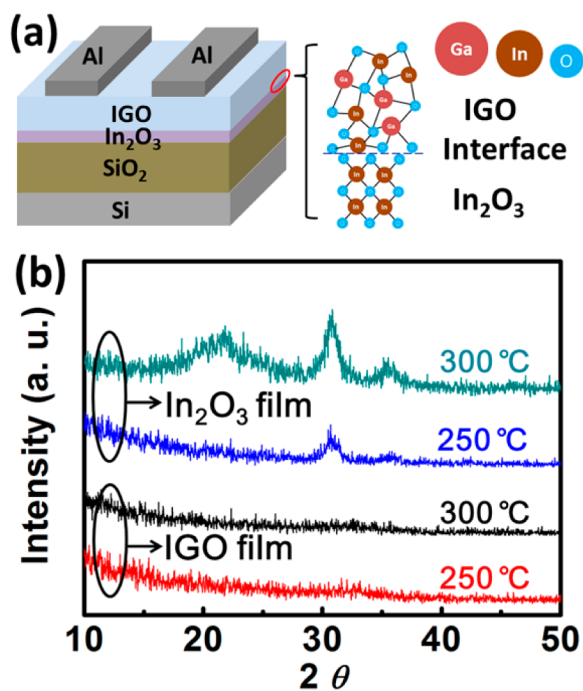 (a)
Al Al
IGO
In₂O₃
SiO₂
Si
O
In
O
Ga
In
O
O
Ga
O
In
O
Ga
O
In
O
O
O
O
O
In
In
O
O
O
In
In
O
O
Ga In O
IGO
Interface
In₂O₃
(b)
Intensity (a. u.)
300 ℃
In₂O₃ film
250 ℃
300 ℃
IGO film
250 ℃
10 20 30 40 50
2 θ